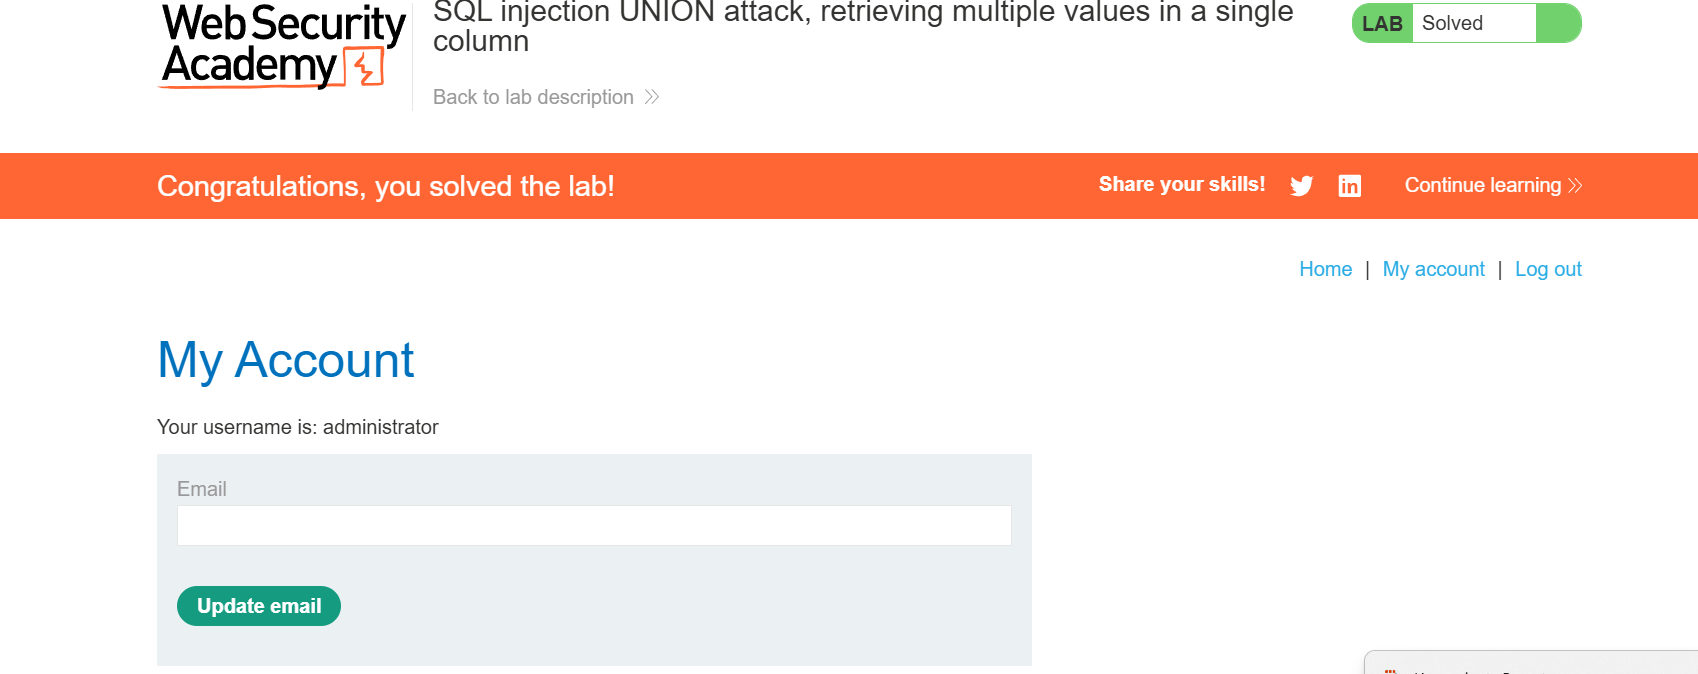 Web Security
Academy
SQL injection UNION attack, retrieving multiple values in a single
column
Back to lab description
LAB Solved
Congratulations, you solved the lab!
Share your skills!
Continue learning
Home | My account | Log out
My Account
Your username is: administrator
Email
Update email